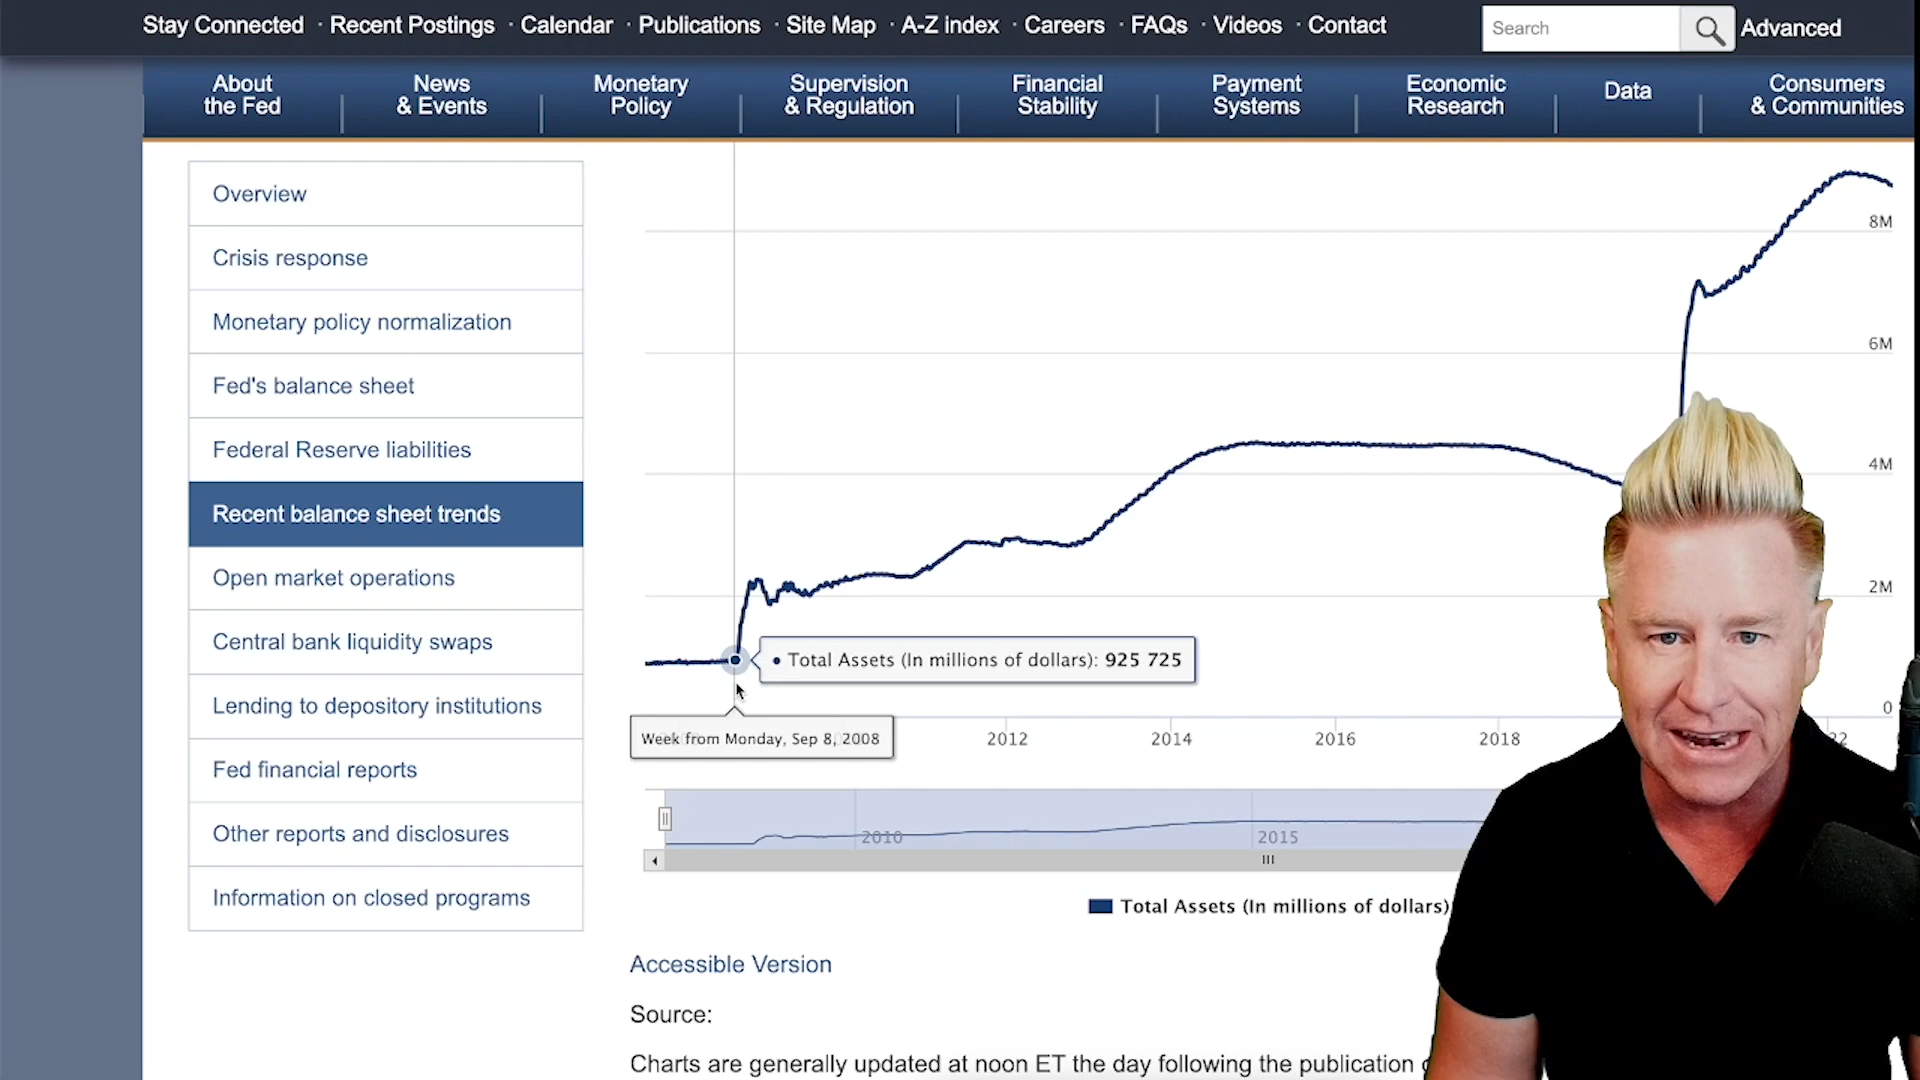 Stay Connected · Recent Postings · Calendar · Publications · Site Map · A-Z index · Careers · FAQs · Videos · Contact
Search
Advanced
About
the Fed
News
& Events
Monetary
Policy
Supervision
& Regulation
Financial
Stability
Payment
Systems
Economic
Research
Data
Consumers
& Communities
Overview
Crisis response
Monetary policy normalization
Fed's balance sheet
Federal Reserve liabilities
Recent balance sheet trends
Open market operations
Central bank liquidity swaps
Lending to depository institutions
Fed financial reports
Other reports and disclosures
Information on closed programs
8M
6M
4M
2M
0
• Total Assets (In millions of dollars): 925 725
Week from Monday, Sep 8, 2008
2012
2014
2016
2018
22
2010
2015
Total Assets (In millions of dollars)
Accessible Version
Source:
Charts are generally updated at noon ET the day following the publication